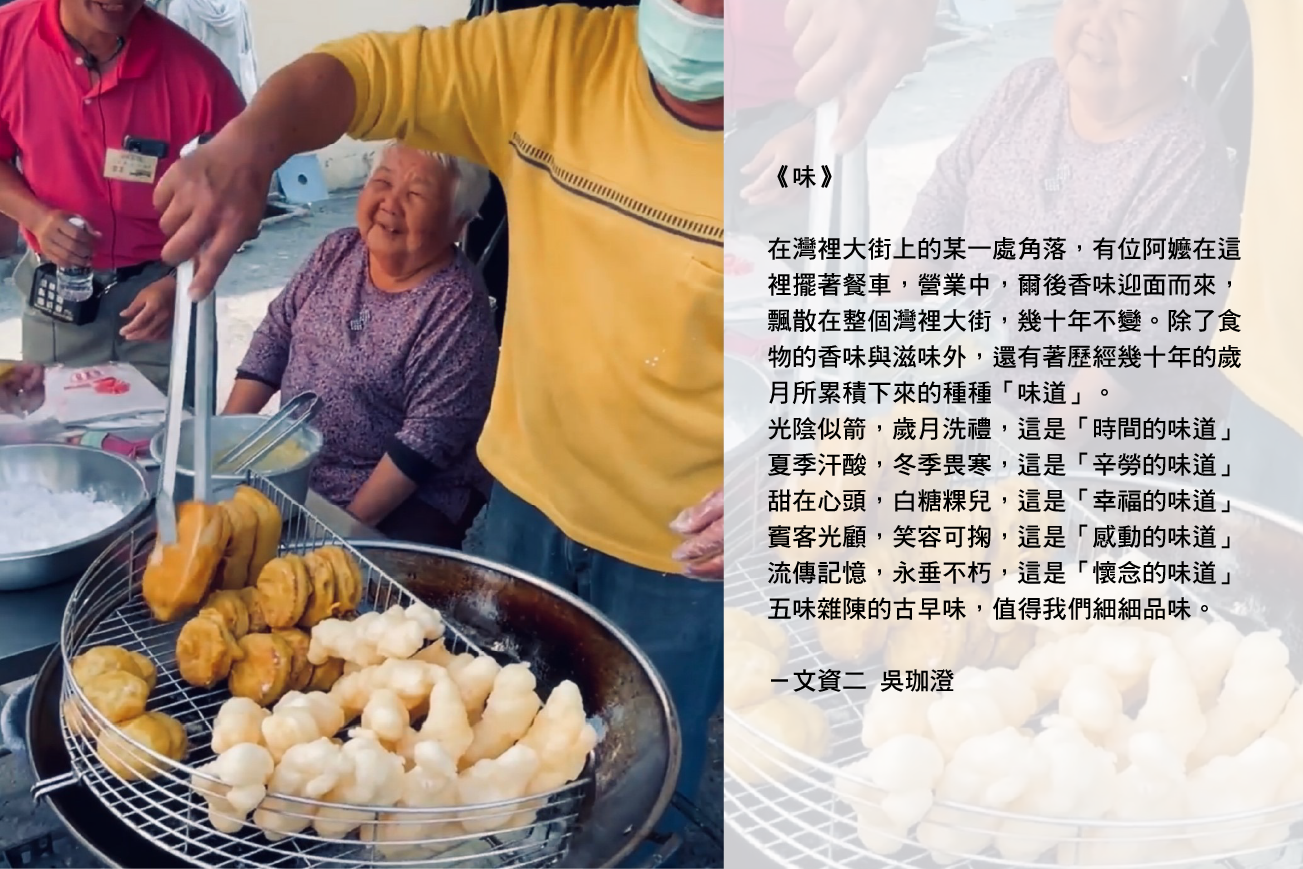 《味》
在灣裡大街上的某一處角落，有位阿嬤在這
裡擺著餐車，營業中，爾後香味迎面而來，
飄散在整個灣裡大街，幾十年不變。除了食
物的香味與滋味外，還有著歷經幾十年的歲
月所累積下來的種種「味道」。
光陰似箭，歲月洗禮，這是「時間的味道」
夏季汗酸，冬季畏寒，這是「辛勞的味道」
甜在心頭，白糖粿兒，這是「幸福的味道」
賓客光顧，笑容可掬，這是「感動的味道」
流傳記憶，永垂不朽，這是「懷念的味道」
五味雜陳的古早味，值得我們細細品味。
－文資二 吳珈澄